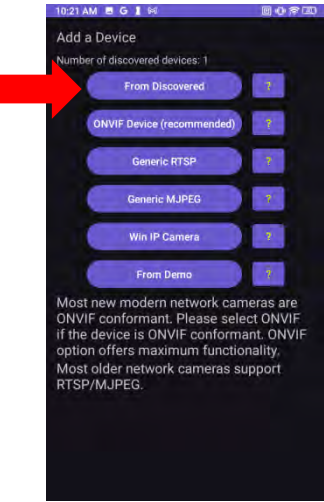 10:21 AM
Add a Device
Number of discovered devices: 1
From Discovered ?
ONVIF Device (recommended) ?
Generic RTSP ?
Generic MJPEG ?
Win IP Camera ?
From Demo ?
Most new modern network cameras are
ONVIF conformant. Please select ONVIF
if the device is ONVIF conformant. ONVIF
option offers maximum functionality.
Most older network cameras support
RTSP/MJPEG.